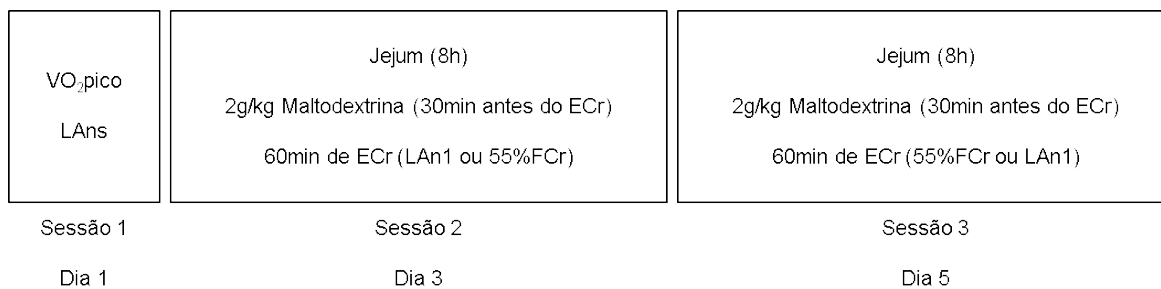 VO₂pico
LAns
Jejum (8h)
2g/kg Maltodextrina (30min antes do ECr)
60min de ECr (LAn1 ou 55%FCr)
Jejum (8h)
2g/kg Maltodextrina (30min antes do ECr)
60min de ECr (55%FCr ou LAn1)
Sessão 1
Sessão 2
Sessão 3
Dia 1
Dia 3
Dia 5